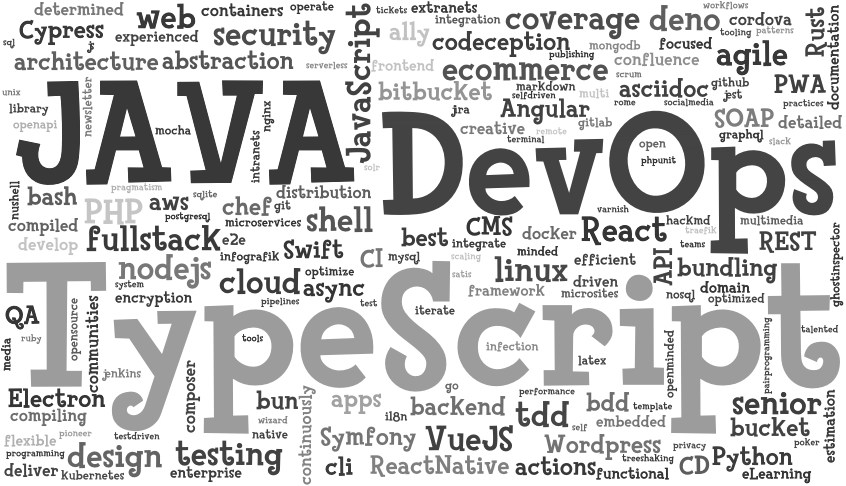 determined
web
containers
operate
tickets
extranets
integration
coverage
deno
workflows
cordova
tooling
patterns
Rust
documentation
sql
Cypress
experienced
security
JavaScript
ally
codeception
publishing
mongodb
focused
confluence
agile
architecture
abstraction
serverless
frontend
ecommerce
scrum
PWA
unix
library
newsletter
JAVA
mocha
intranets
nginx
bitbucket
markdown
selfdriven
multi
asciidoc
github
jest
rome
socialmedia
practices
openapi
jra
Angular
SOAP
detailed
creative
remote
gitlab
graphql
slack
terminal
DevOps
open
phpunit
solr
nushell
bash
pragmatism
aws
sqlite
distribution
PHP
postgresql
chef
git
varnish
compiled
microservices
shell
CMS
docker
React
hackmd
multimedia
traefik
develop
fullstack
e2e
best
integrate
teams
REST
infografik
Swift
CI
mysql
minded
efficient
API
ghostinspector
TypeScript
nodejs
system
cloud
optimize
async
scaling
satis
linux
driven
bundling
encryption
pipelines
test
framework
microsites
nosql
domain
optimized
QA
ruby
opensource
communities
iterate
tools
infection
latex
talented
media
jenkins
composer
openminded
pairprogramming
Electron
compiling
bun
wizard
native
continuously
apps
il8n
go
backend
performance
tdd
self
bdd
template
embedded
senior
bucket
estimation
flexible
pioneer
testdriven
programming
design
testing
Symfony
VueJS
Wordpress
privacy
poker
deliver
Kubernetes
enterprise
cli
ReactNative
actions
treeshaking
functional
CD
Python
eLearning